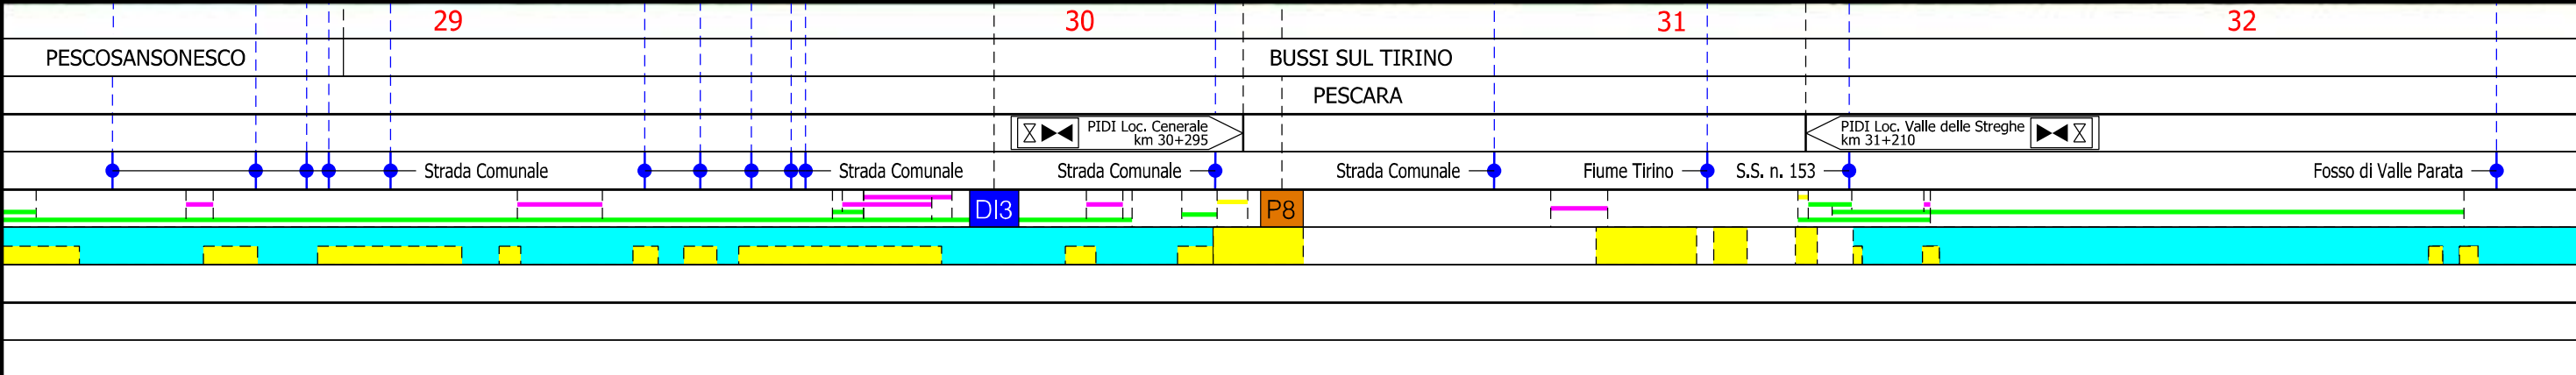 29 30 31 32
PESCOSANSONESCO BUSSI SUL TIRINO
PESCARA
PIDI Loc. Cenerale
km 30+295
PIDI Loc. Valle delle Streghe
km 31+210
Strada Comunale Strada Comunale Strada Comunale Strada Comunale Fiume Tirino S.S. n. 153 Fosso di Valle Parata
DI3 P8